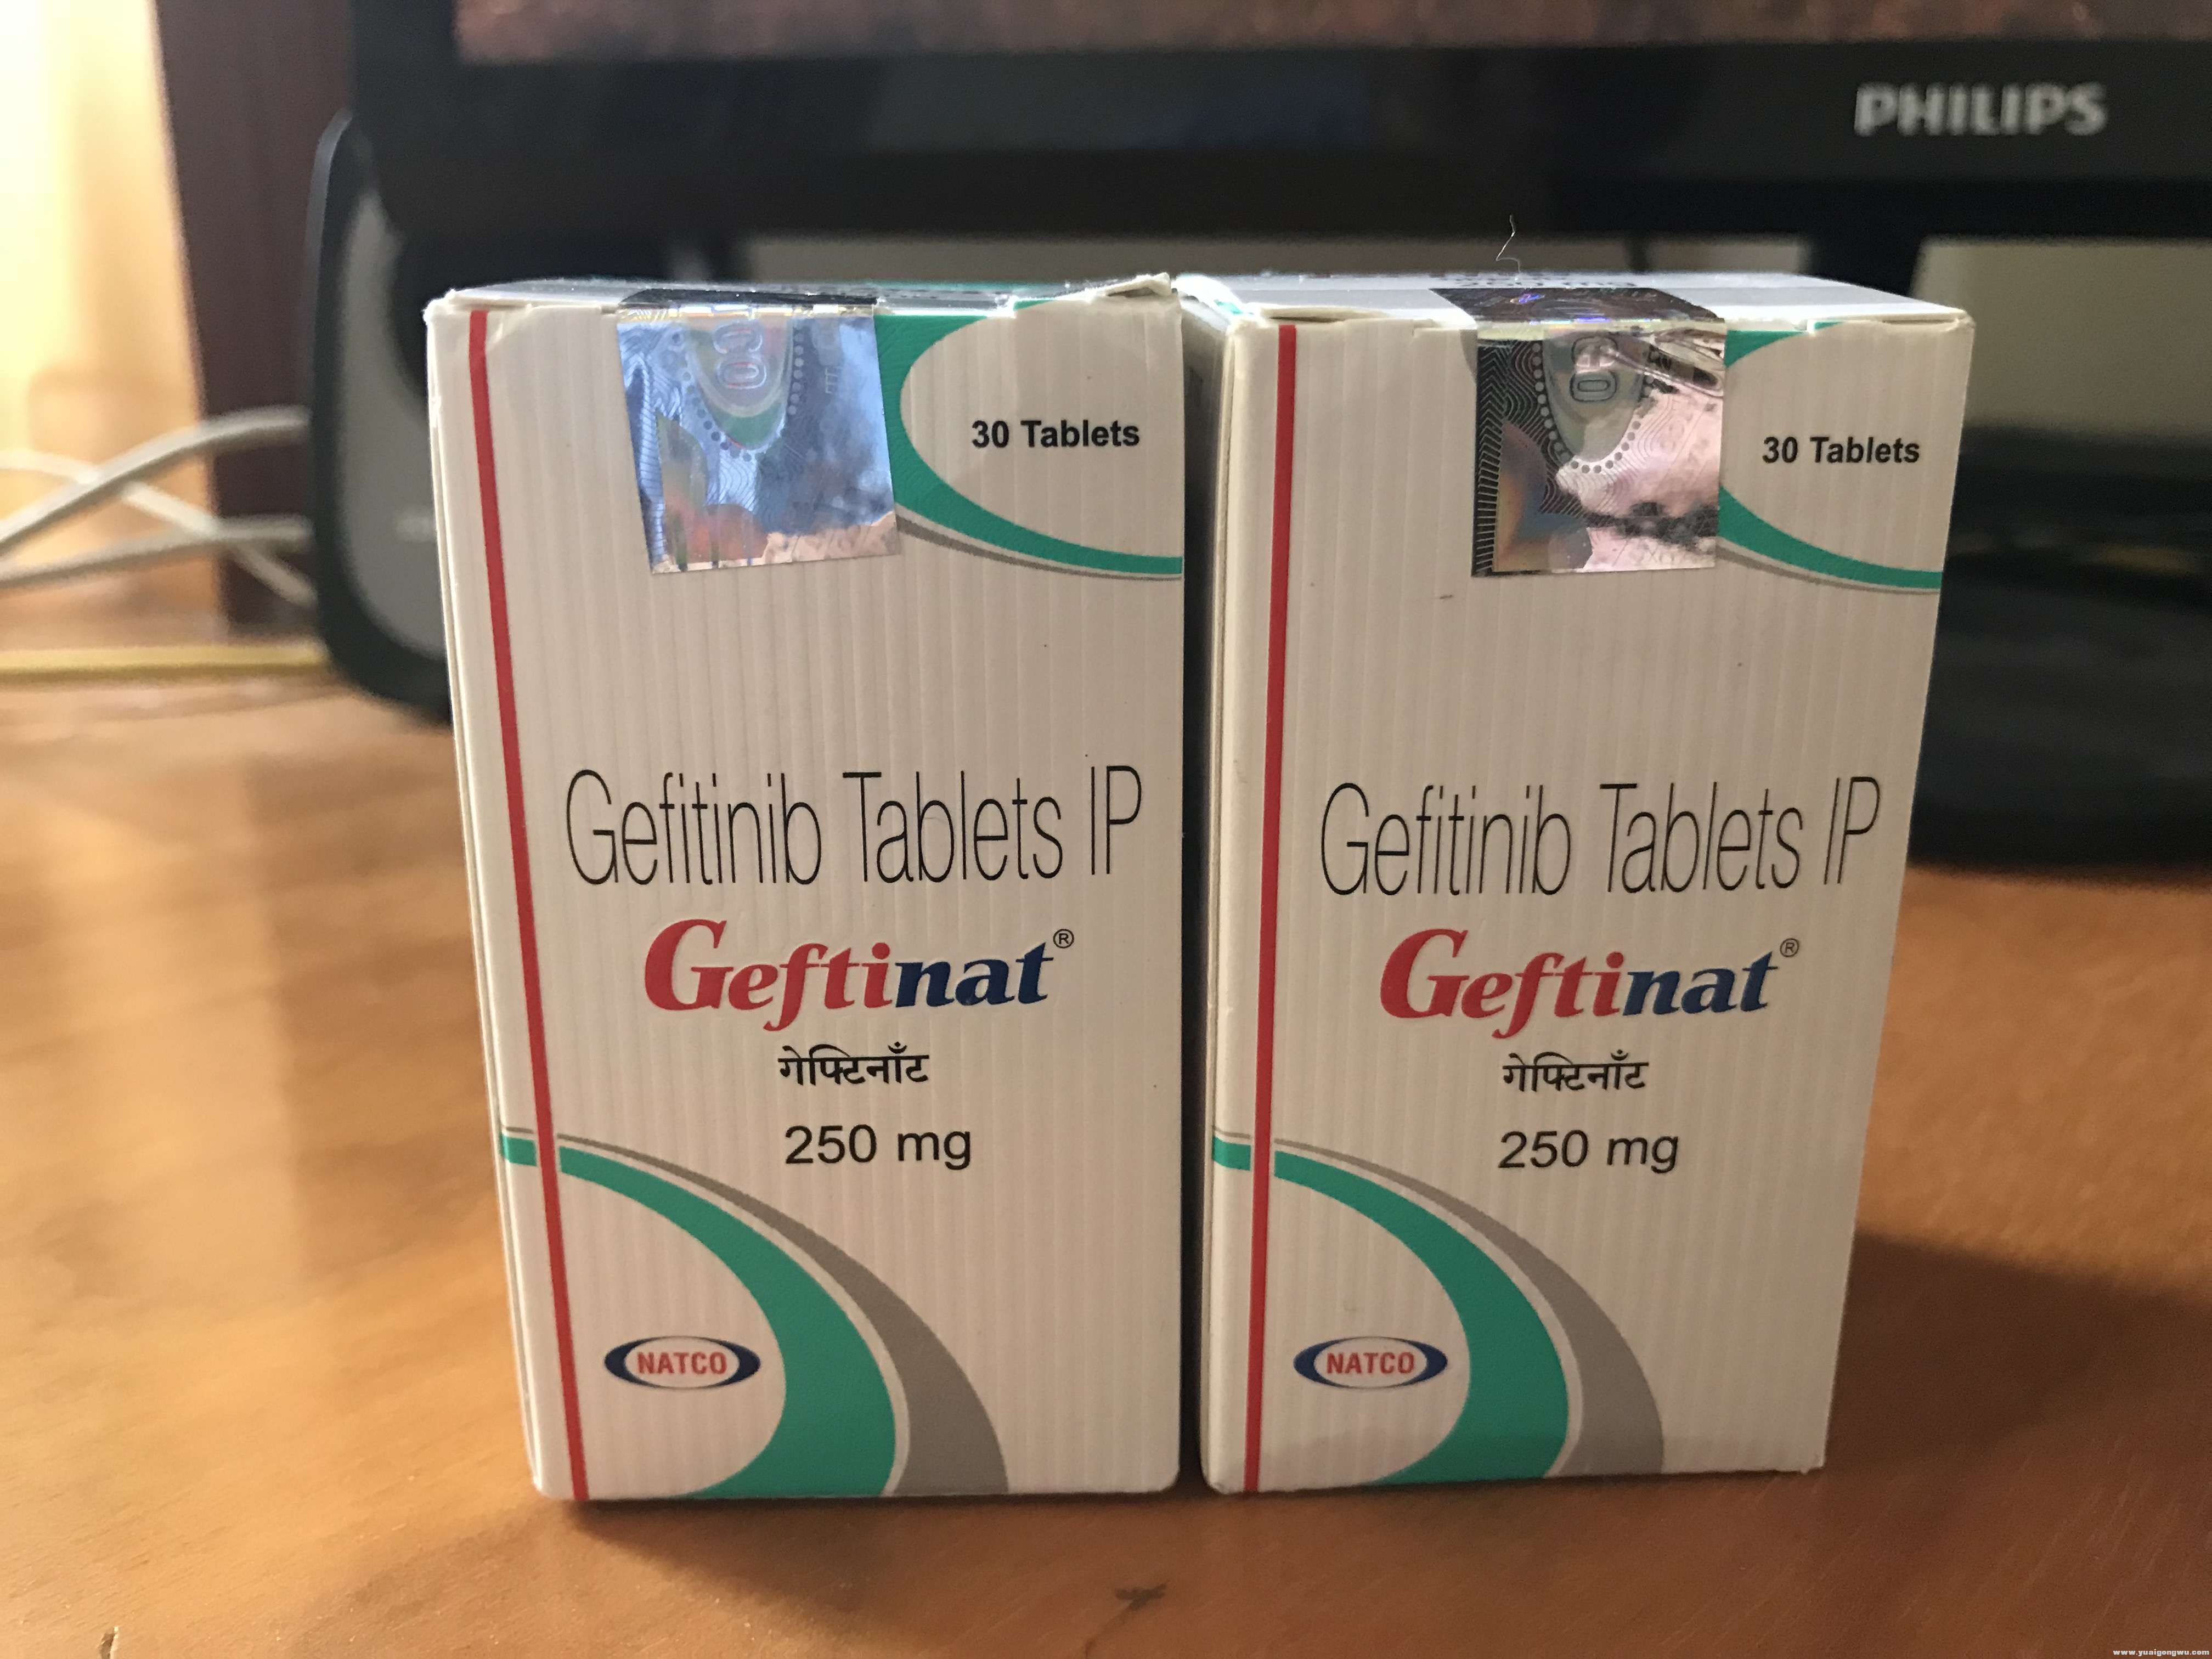 PHILIPS
30 Tablets
Gefitinib Tablets IP
Geftinat®
गेफ्टिनाँट
250 mg
NATCO
30 Tablets
Gefitinib Tablets IP
Geftinat®
गेफ्टिनाँट
250 mg
NATCO
www.yuaigongwu.com